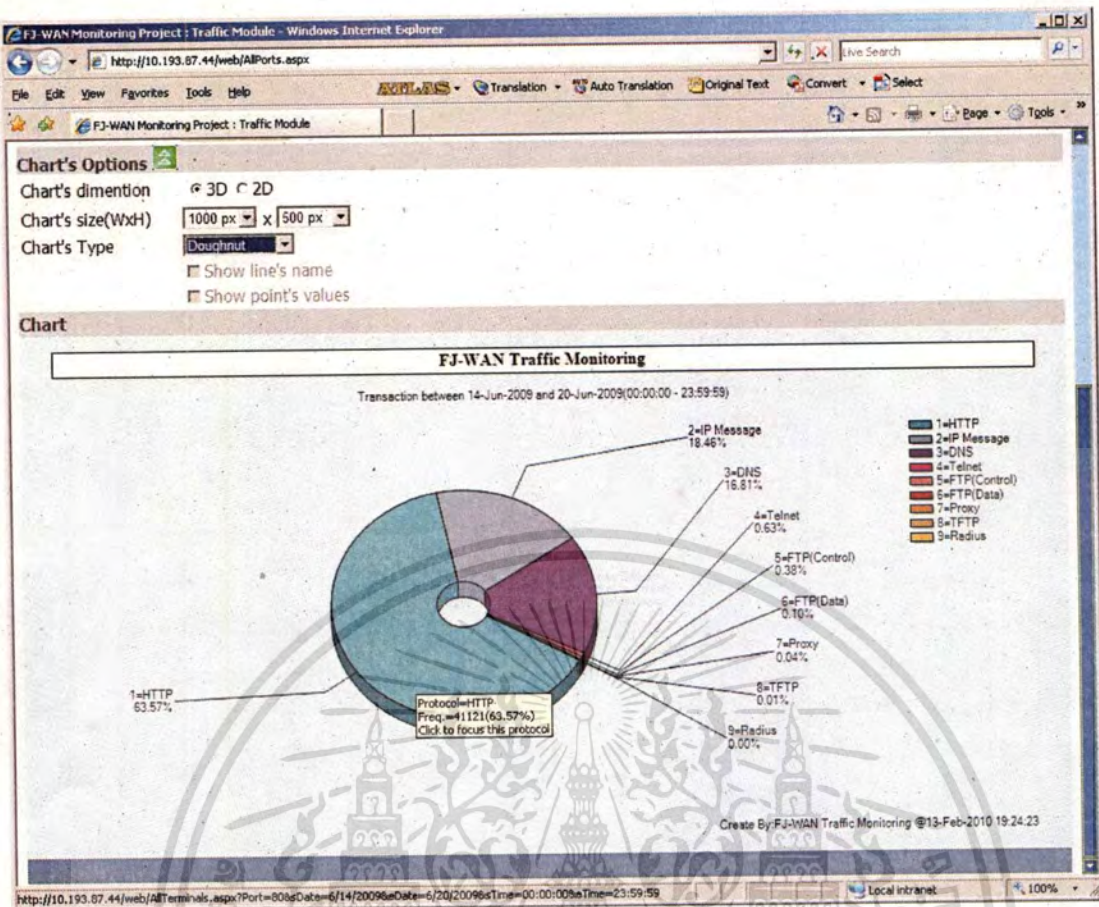 FJ-WAN Monitoring Project : Traffic Module - Windows Internet Explorer
http://10.193.87.44/web/AllPorts.aspx
Live Search
File Edit View Favorites Tools Help
ATLAS Translation Auto Translation Original Text Convert Select
FJ-WAN Monitoring Project : Traffic Module
Page Tools
Chart's Options
Chart's dimention 3D 2D
Chart's size(WxH) 1000 px x 500 px
Chart's Type Doughnut
Show line's name
Show point's values
Chart
FJ-WAN Traffic Monitoring
Transaction between 14-Jun-2009 and 20-Jun-2009(00:00:00 - 23:59:59)
2=IP Message
18.46%
3=DNS
16.81%
4=Telnet
0.63%
5=FTP(Control)
0.38%
6=FTP(Data)
0.10%
7=Proxy
0.04%
8=TFTP
0.01%
9=Radius
0.00%
1=HTTP
63.57%
1=HTTP
2=IP Message
3=DNS
4=Telnet
5=FTP(Control)
6=FTP(Data)
7=Proxy
8=TFTP
9=Radius
Protocol=HTTP
Freq.=41121(63.57%)
Click to focus this protocol
Create By:FJ-WAN Traffic Monitoring @13-Feb-2010 19:24:23
http://10.193.87.44/web/AllTerminals.aspx?Port=80&sDate=6/14/2009&eDate=6/20/2009&sTime=00:00:00&eTime=23:59:59
Local intranet 100%